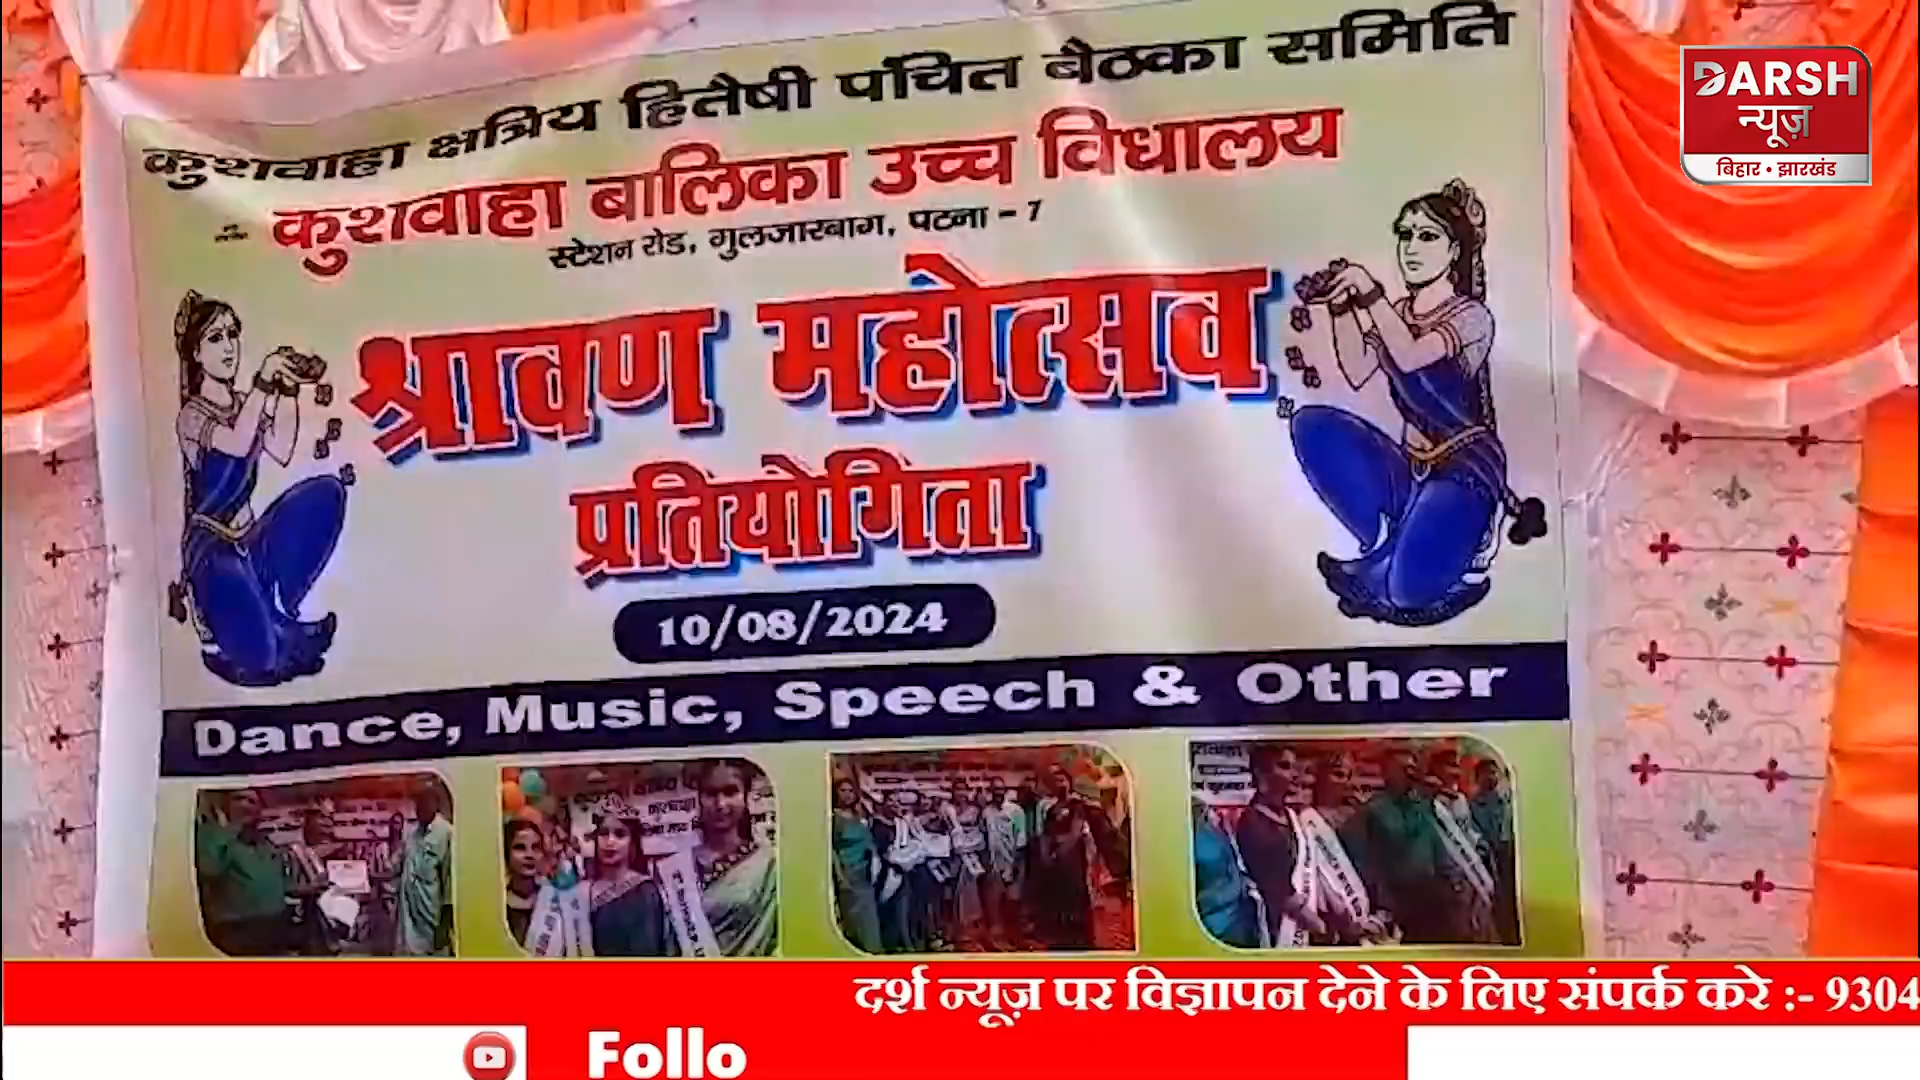 कुशवाहा क्षत्रिय हितैषी पंचित बैठका समिति
कुशवाहा बालिका उच्च विधालय
स्टेशन रोड, गुलजारबाग, पटना - 7
श्रावण महोत्सव
प्रतियोगिता
10/08/2024
Dance, Music, Speech & Other
DARSH
न्यूज़
बिहार • झारखंड
दर्श न्यूज़ पर विज्ञापन देने के लिए संपर्क करे :- 9304
Follo